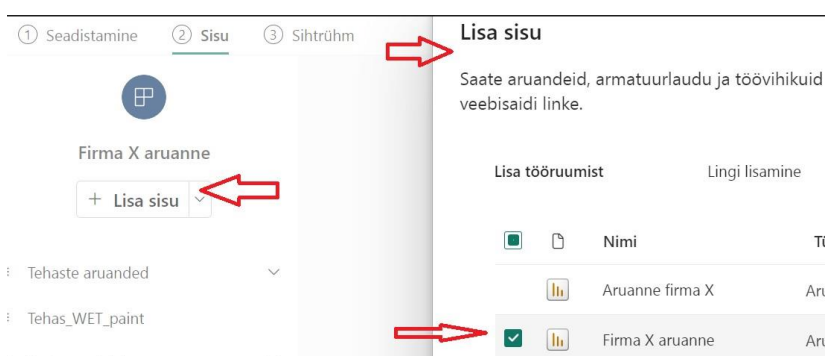 1 Seadistamine 2 Sisu 3 Sihtrühm
Firma X aruanne
+ Lisa sisu
Tehaste aruanded
Tehas_WET_paint
Lisa sisu
Saate aruandeid, armatuurlaudu ja töövihikuid
veebisaidi linke.
Lisa tööruumist Lingi lisamine
Nimi
Aruanne firma X
Firma X aruanne